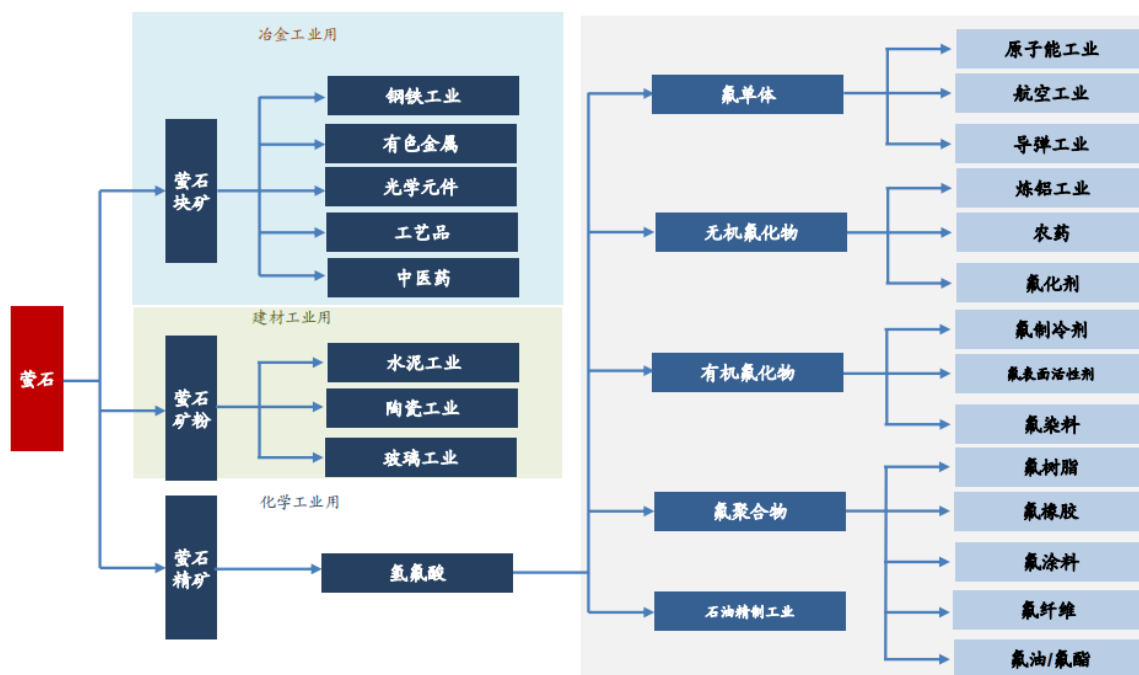 冶金工业用
钢铁工业
有色金属
萤石
块矿
光学元件
工艺品
中医药
萤石
建材工业用
水泥工业
萤石
矿粉
陶瓷工业
玻璃工业
化学工业用
萤石
精矿
氢氟酸
氟单体
原子能工业
航空工业
导弹工业
无机氟化物
炼铝工业
农药
氟化剂
有机氟化物
氟制冷剂
氟表面活性剂
氟染料
氟聚合物
氟树脂
氟橡胶
氟涂料
氟纤维
氟油/氟酯
石油精制工业